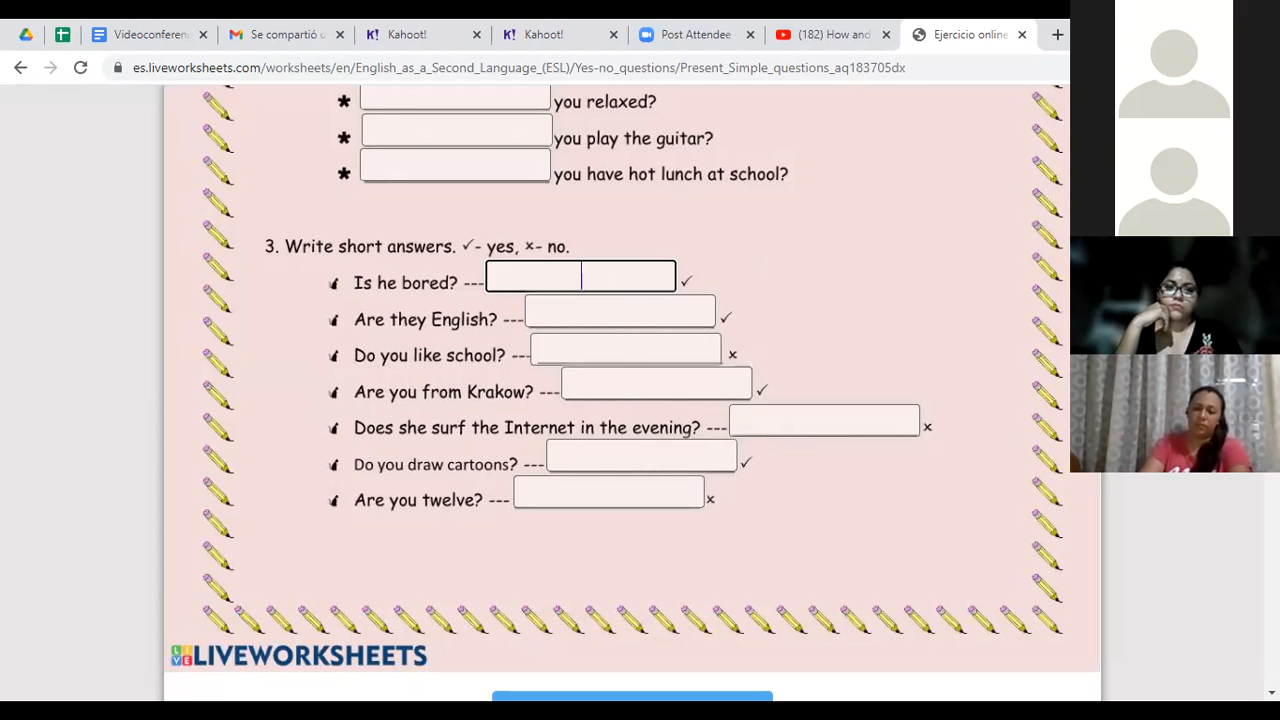 Videoconferen
Se compartió u
Kahoot!
Kahoot!
Post Attendee -
(182) How and
Ejercicio online
es.liveworksheets.com/worksheets/en/English_as_a_Second_Language_(ESL)/Yes-no_questions/Present_Simple_questions_aq183705dx
* you relaxed?
* you play the guitar?
* you have hot lunch at school?
3. Write short answers. ✓- yes, ×- no.
Is he bored? --- ✓
Are they English? --- ✓
Do you like school? --- ×
Are you from Krakow? --- ✓
Does she surf the Internet in the evening? --- ×
Do you draw cartoons? --- ✓
Are you twelve? --- ×
LIVEWORKSHEETS